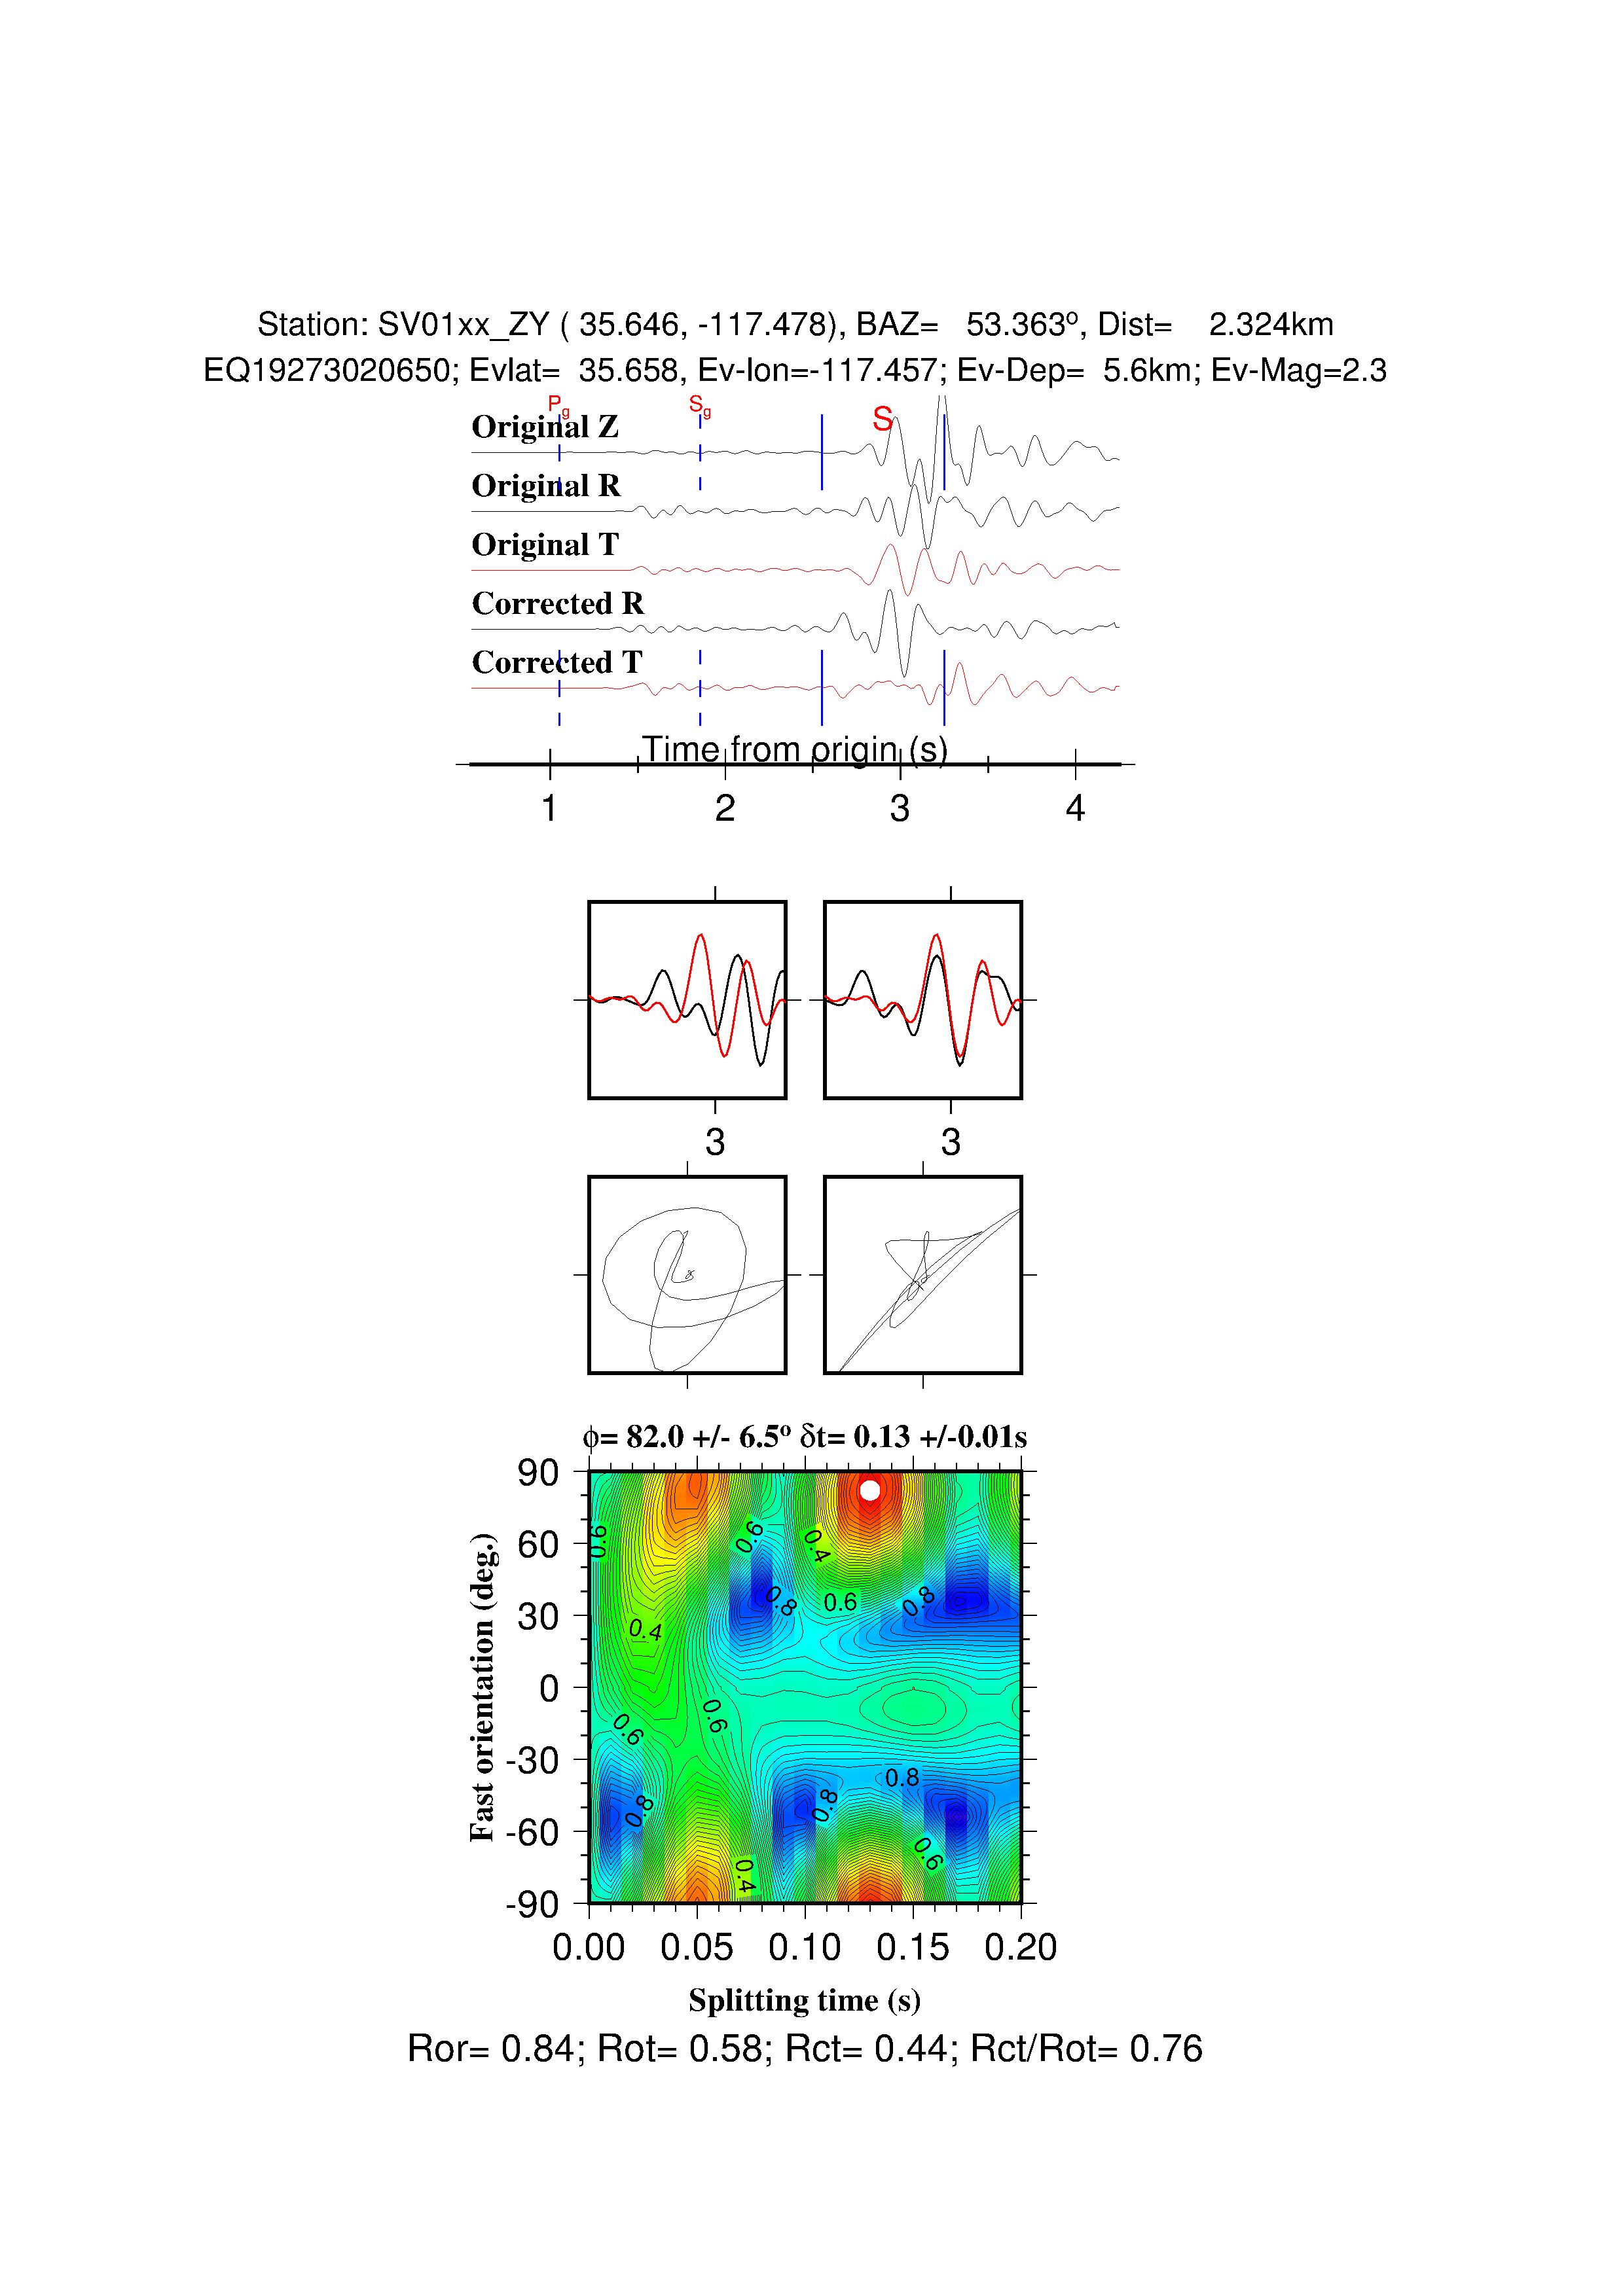 Station: SV01xx_ZY ( 35.646, -117.478), BAZ= 53.363º, Dist= 2.324km
EQ19273020650; Evlat= 35.658, Ev-lon=-117.457; Ev-Dep= 5.6km; Ev-Mag=2.3
Pg Sg S
Original Z
Original R
Original T
Corrected R
Corrected T
Time from origin (s)
1 2 3 4
3 3
ϕ= 82.0 +/- 6.5º δt= 0.13 +/-0.01s
90
60
30
0
-30
-60
-90
Fast orientation (deg.)
0.6 0.6 0.4
0.8 0.6 0.8
0.4
0.6 0.6
0.8
0.8 0.8
0.4 0.6
0.00 0.05 0.10 0.15 0.20
Splitting time (s)
Ror= 0.84; Rot= 0.58; Rct= 0.44; Rct/Rot= 0.76